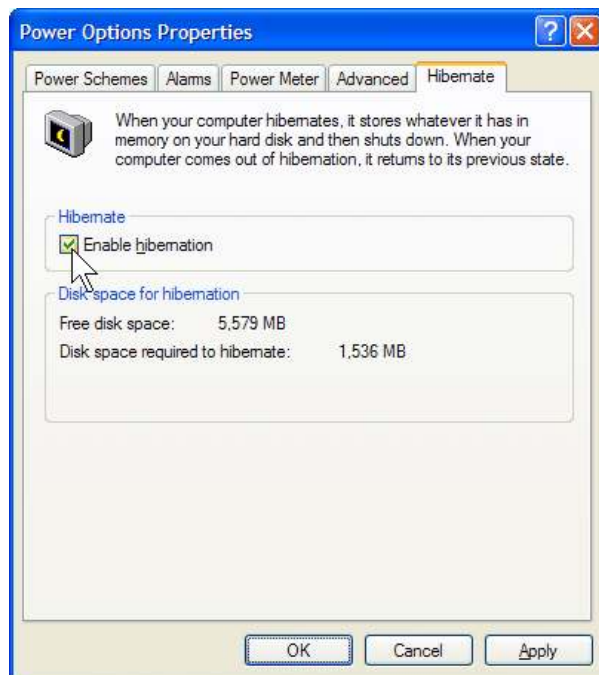 Power Options Properties
Power Schemes Alarms Power Meter Advanced Hibernate
When your computer hibernates, it stores whatever it has in
memory on your hard disk and then shuts down. When your
computer comes out of hibernation, it returns to its previous state.
Hibernate
Enable hibernation
Disk space for hibernation
Free disk space: 5,579 MB
Disk space required to hibernate: 1,536 MB
OK Cancel Apply